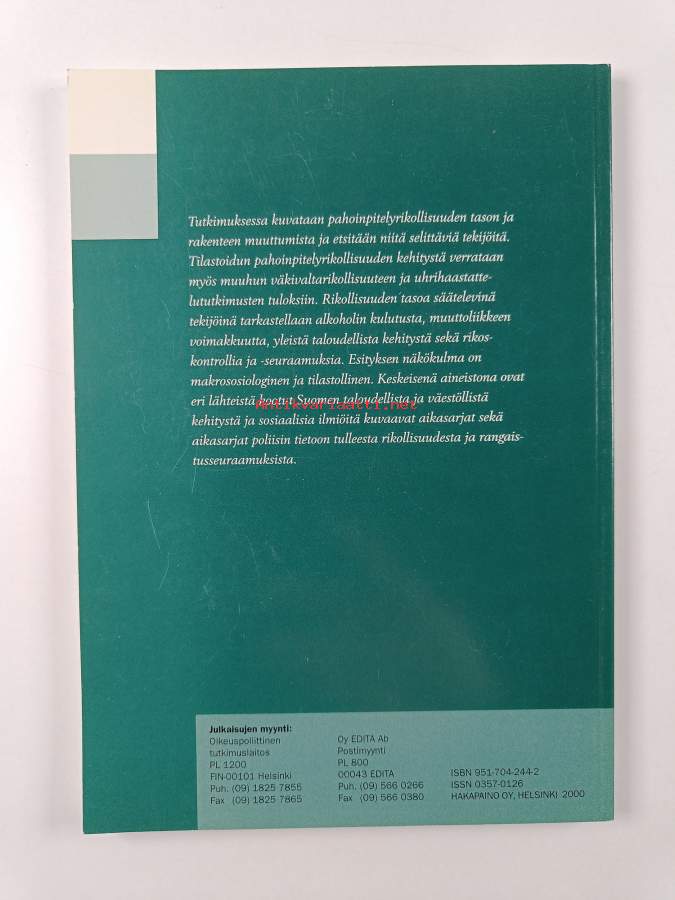 Tutkimuksessa kuvataan pahoinpitelyrikollisuuden tason ja
rakenteen muuttumista ja etsitään niitä selittäviä tekijöitä.
Tilastoidun pahoinpitelyrikollisuuden kehitystä verrataan
myös muuhun väkivaltarikollisuuteen ja uhrihaastatte-
lututkimusten tuloksiin. Rikollisuuden tasoa säätelevinä
tekijöinä tarkastellaan alkoholin kulutusta, muuttoliikkeen
voimakkuutta, yleistä taloudellista kehitystä sekä rikos-
kontrollia ja -seuraamuksia. Esityksen näkökulma on
makrososiologinen ja tilastollinen. Keskeisenä aineistona ovat
eri lähteistä kootut Suomen taloudellista ja väestöllistä
Antikvariaatti.net
kehitystä ja sosiaalisia ilmiöitä kuvaavat aikasarjat sekä
aikasarjat poliisin tietoon tulleesta rikollisuudesta ja rangais-
tusseuraamuksista.
Julkaisujen myynti:
Oikeuspoliittinen
tutkimuslaitos
PL 1200
FIN-00101 Helsinki
Puh. (09) 1825 7855
Fax (09) 1825 7865
Oy EDITA Ab
Postimyynti
PL 800
00043 EDITA
Puh. (09) 566 0266
Fax (09) 566 0380
ISBN 951-704-244-2
ISSN 0357-0126
HAKAPAINO OY, HELSINKI 2000